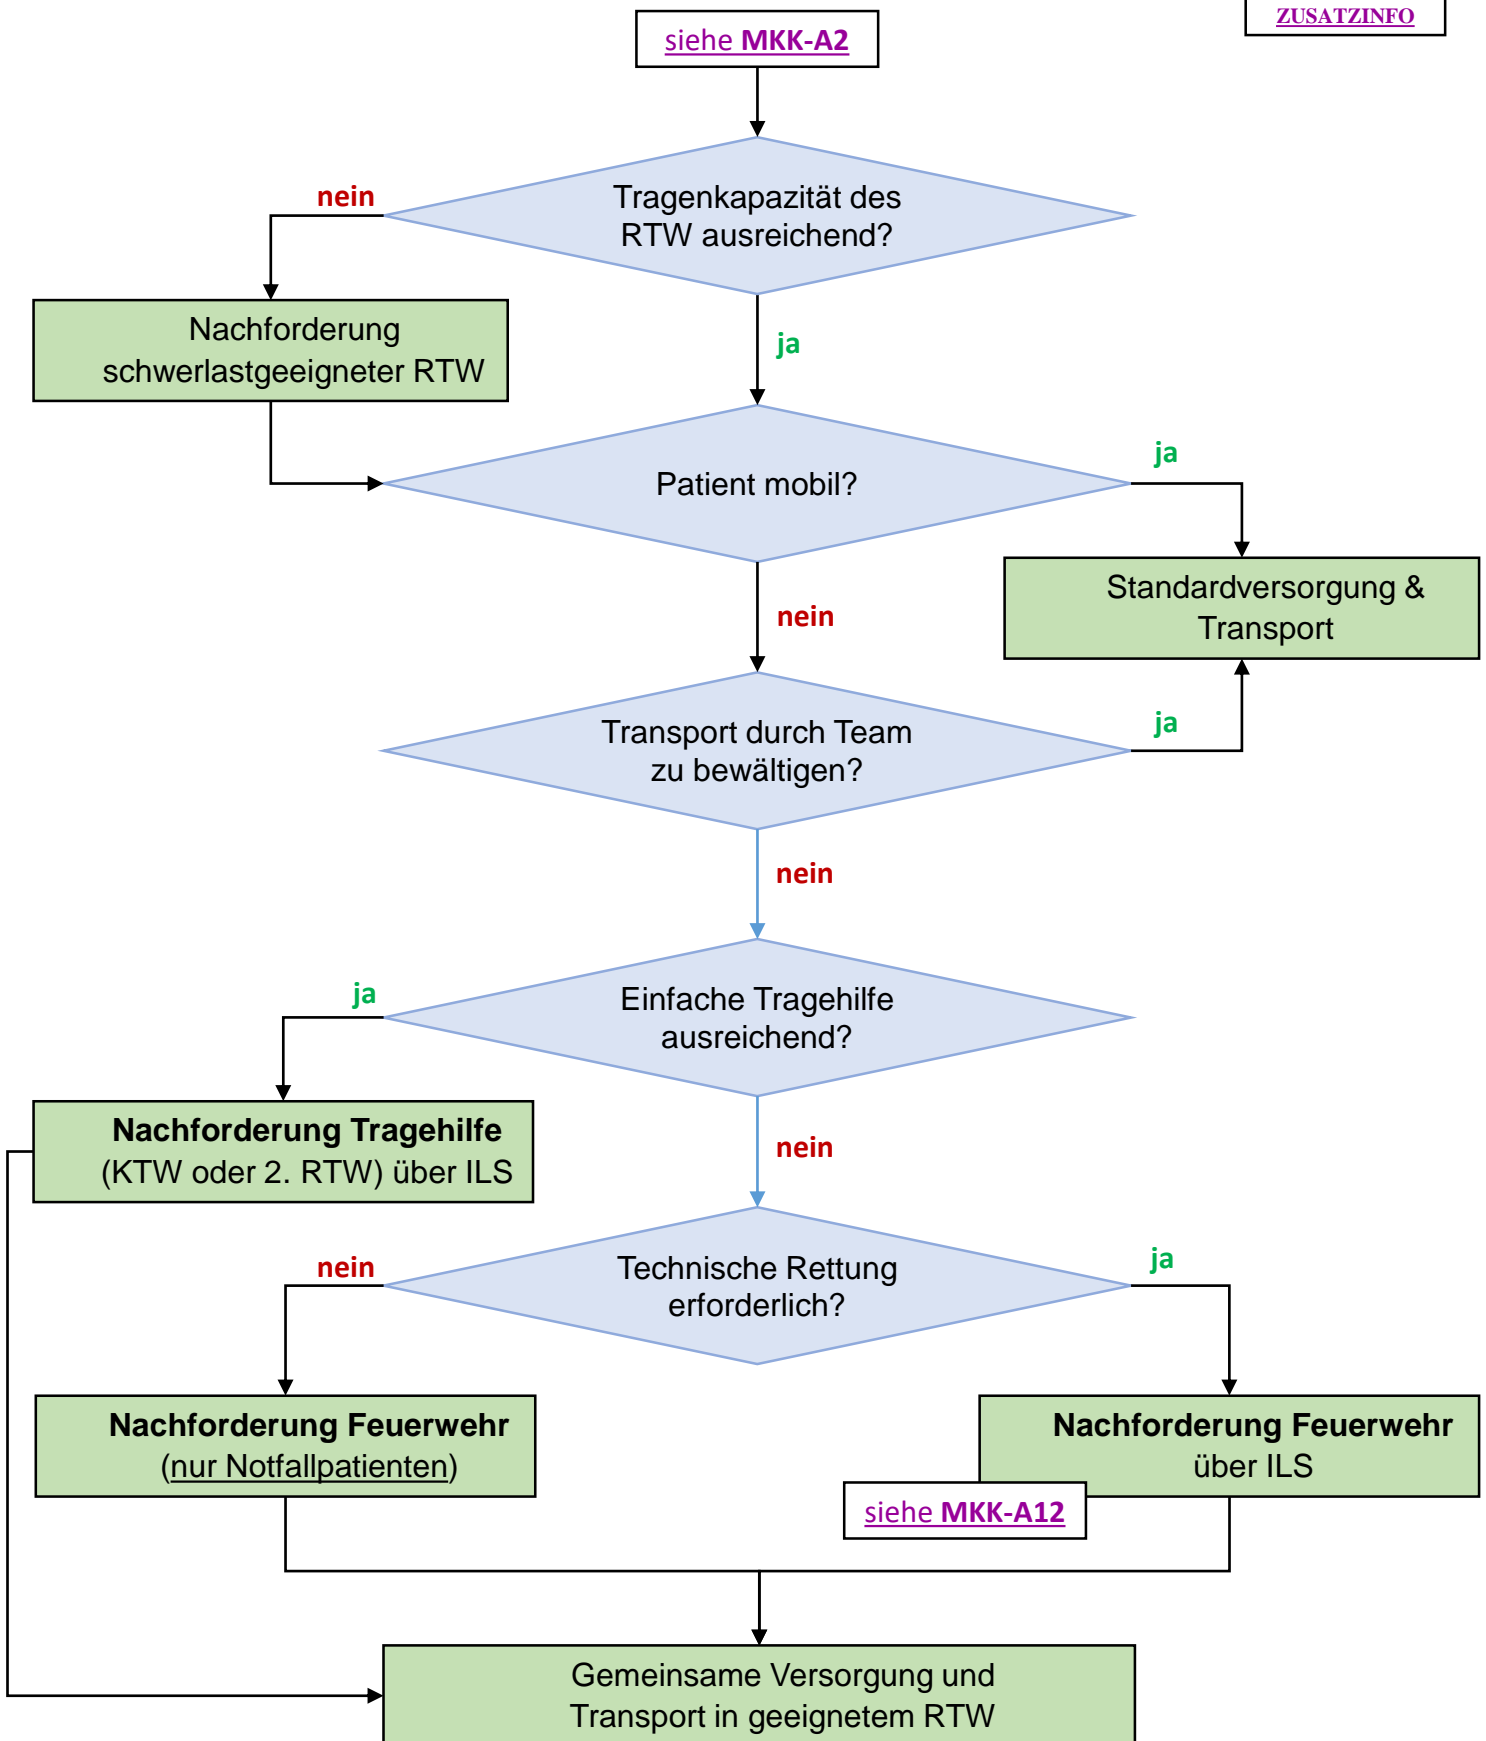 ZUSATZINFO
siehe MKK-A2
nein
Tragenkapazität des
RTW ausreichend?
Nachforderung
schwerlastgeeigneter RTW
ja
Patient mobil?
ja
Standardversorgung &
Transport
nein
Transport durch Team
zu bewältigen?
ja
nein
ja
Einfache Tragehilfe
ausreichend?
Nachforderung Tragehilfe
(KTW oder 2. RTW) über ILS
nein
nein
Technische Rettung
erforderlich?
ja
Nachforderung Feuerwehr
(nur Notfallpatienten)
Nachforderung Feuerwehr
über ILS
siehe MKK-A12
Gemeinsame Versorgung und
Transport in geeignetem RTW